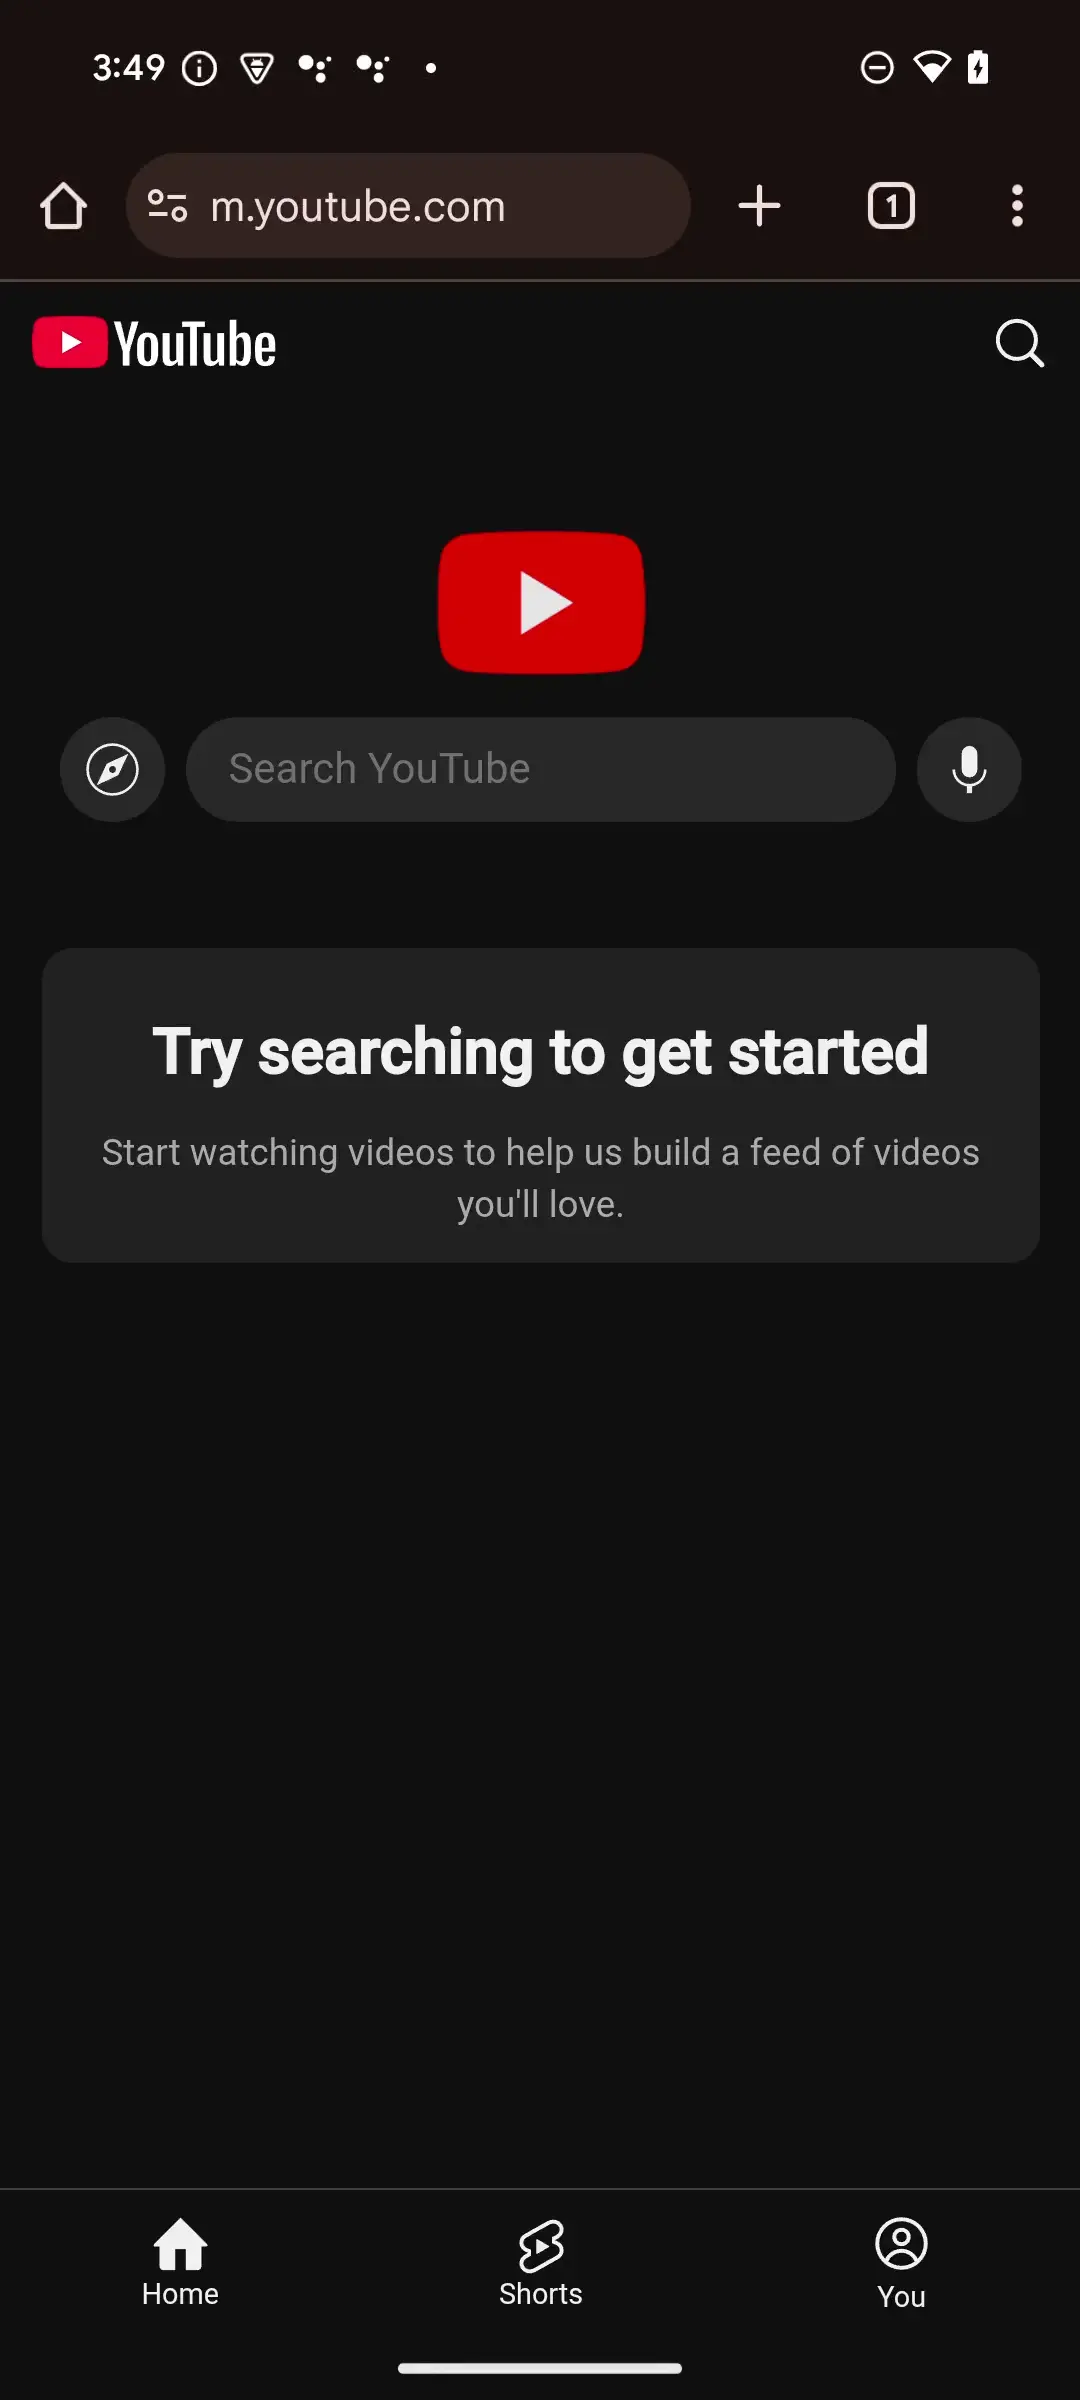 3:49
m.youtube.com
1
YouTube
Search YouTube
Try searching to get started
Start watching videos to help us build a feed of videos
you'll love.
Home
Shorts
You